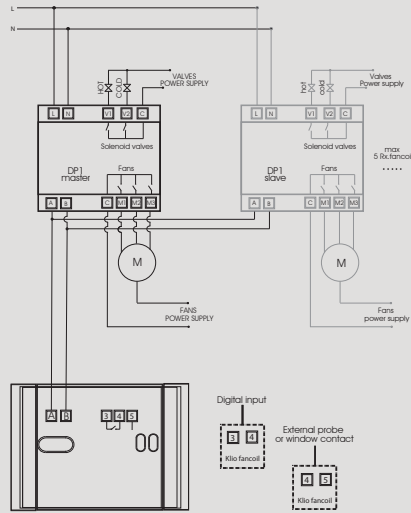 L
N
HOT
COLD
VALVES
POWER SUPPLY
hot
cold
Valves
Power supply
L N V1 V2 C
L N V1 V2 C
Solenoid valves
Solenoid valves
DP1
master
Fans
DP1
slave
Fans
max
5 Rx.fancoil
.....
A B C M1 M2 M3
A B C M1 M2 M3
M
M
FANS
POWER SUPPLY
Fans
power supply
A B 3 4 5
Digital input
3 4
Klio fancoil
External probe
or window contact
4 5
Klio fancoil